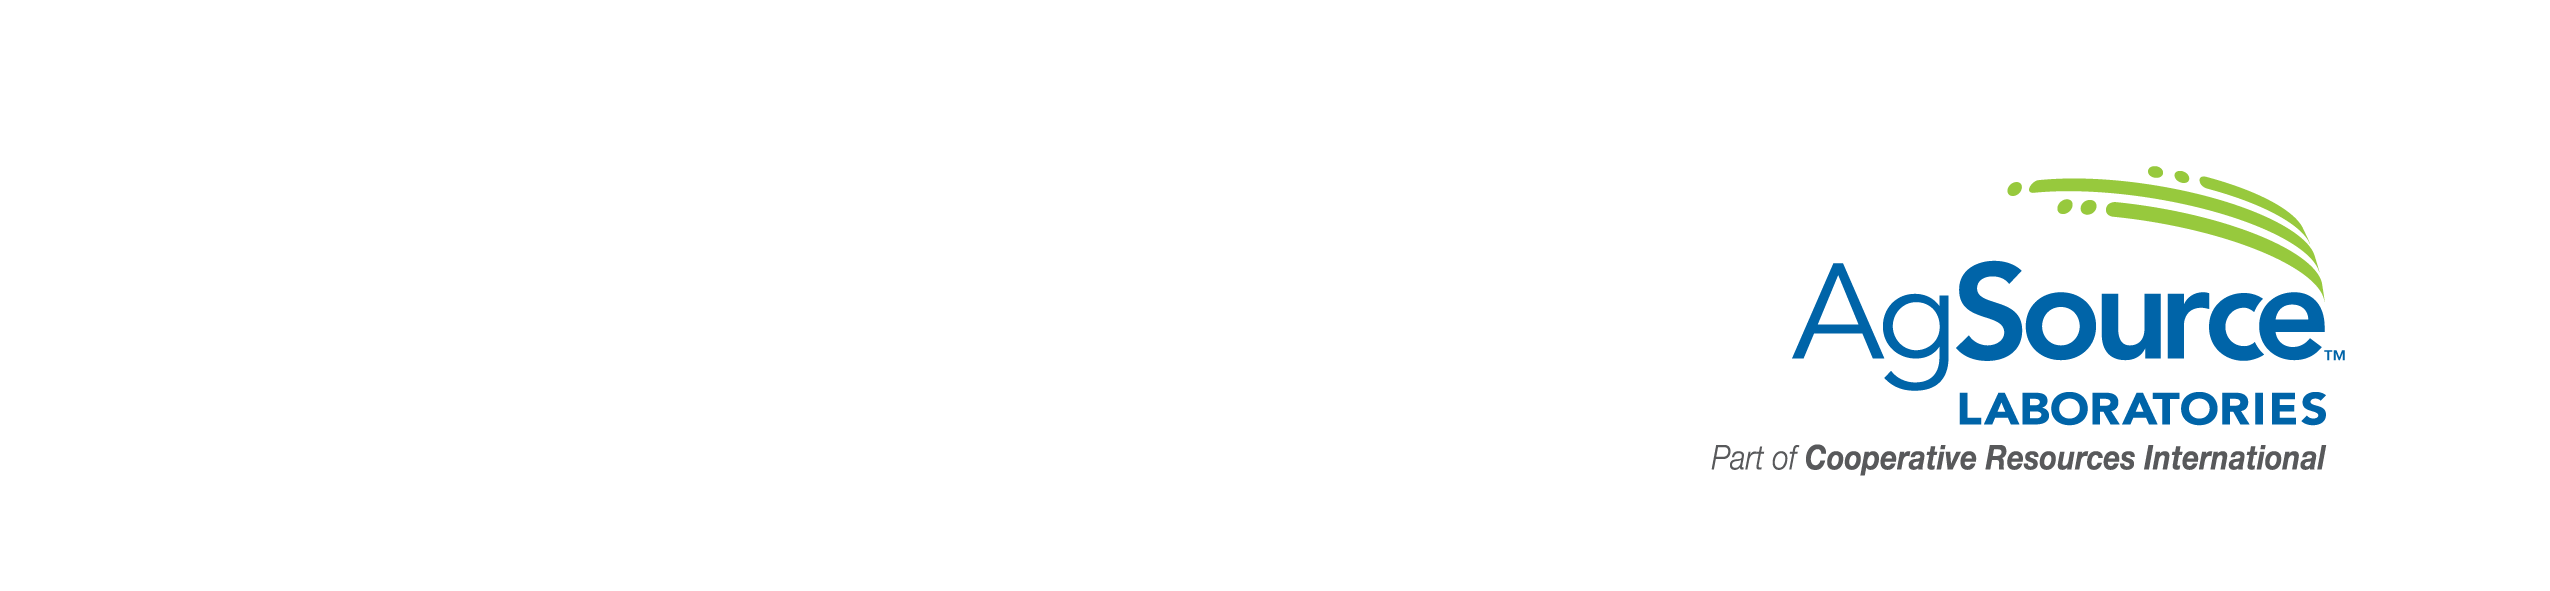 AgSource™
LABORATORIES
Part of Cooperative Resources International